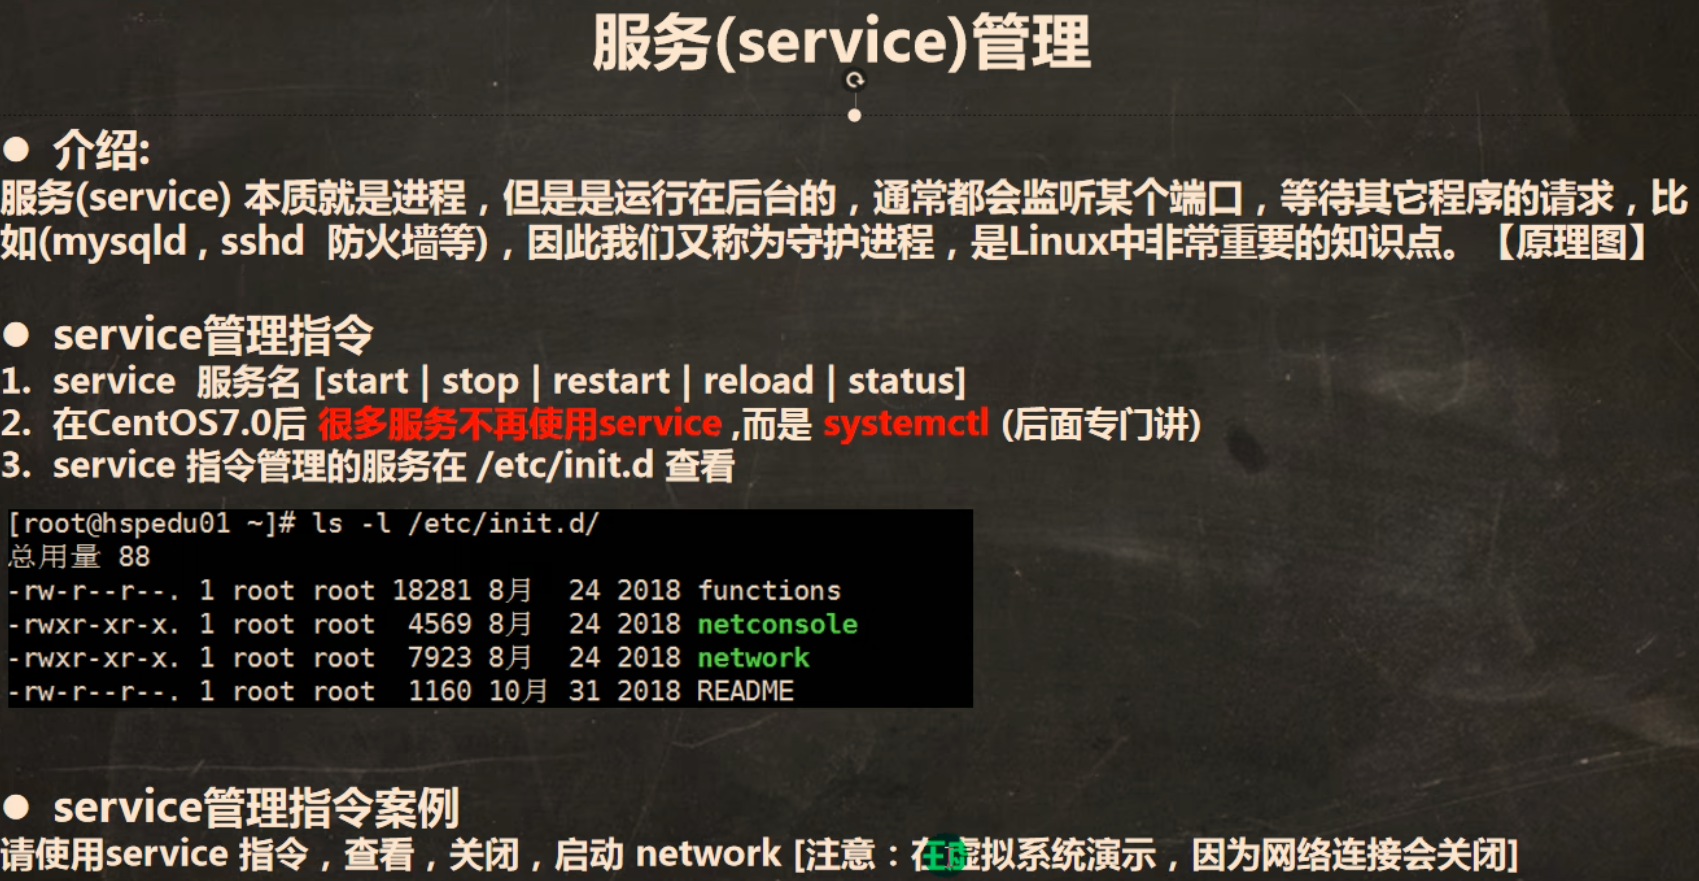 服务(service)管理
● 介绍:
服务(service) 本质就是进程，但是是运行在后台的，通常都会监听某个端口，等待其它程序的请求，比
如(mysqld , sshd 防火墙等)，因此我们又称为守护进程，是Linux中非常重要的知识点。【原理图】
● service管理指令
1. service 服务名 [start | stop | restart | reload | status]
2. 在CentOS7.0后 很多服务不再使用service ,而是 systemctl (后面专门讲)
3. service 指令管理的服务在 /etc/init.d 查看
[root@hspedu01 ~]# ls -l /etc/init.d/
总用量 88
-rw-r--r--. 1 root root 18281 8月 24 2018 functions
-rwxr-xr-x. 1 root root 4569 8月 24 2018 netconsole
-rwxr-xr-x. 1 root root 7923 8月 24 2018 network
-rw-r--r--. 1 root root 1160 10月 31 2018 README
● service管理指令案例
请使用service 指令，查看，关闭，启动 network [注意：在虚拟系统演示，因为网络连接会关闭]